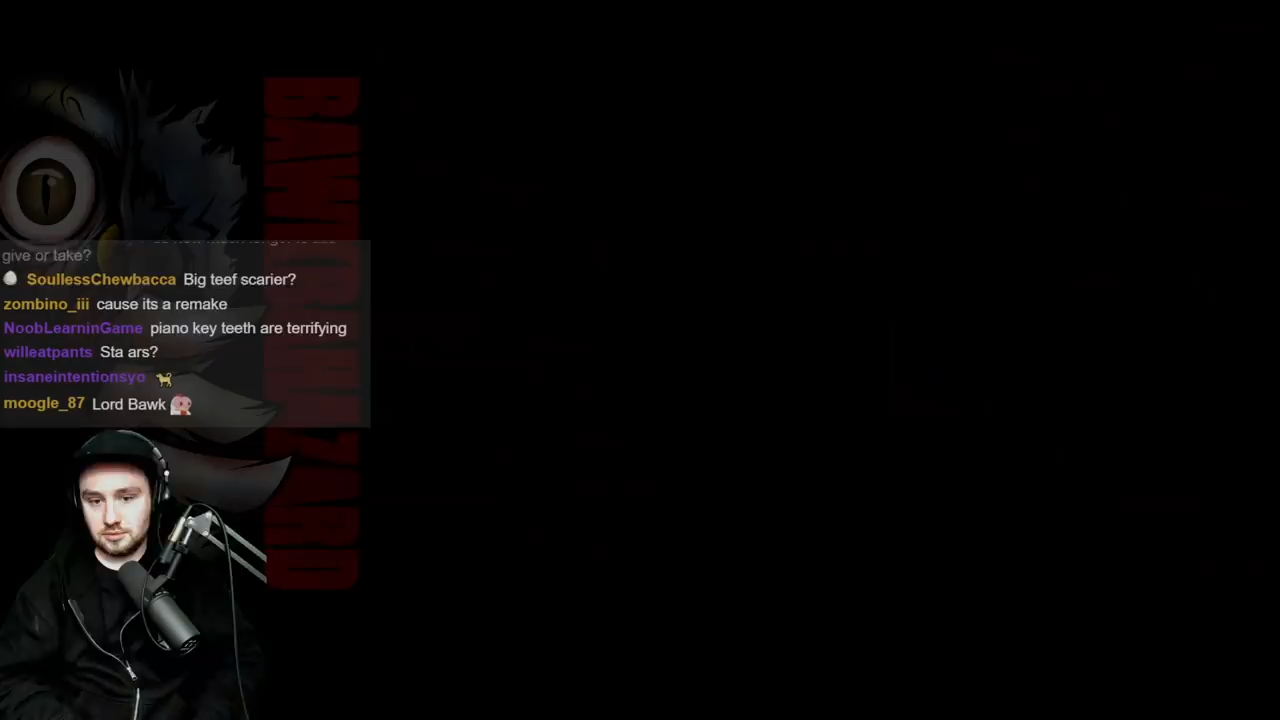 give or take?
SoullessChewbacca Big teef scarier?
zombino_iii cause its a remake
NoobLearninGame piano key teeth are terrifying
willeatpants Sta ars?
insaneintentionsyo
moogle_87 Lord Bawk